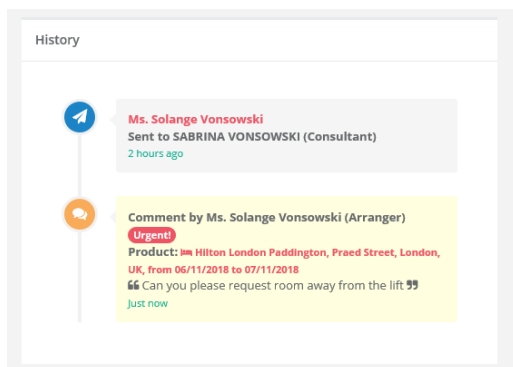 History
Ms. Solange Vonsowski
Sent to SABRINA VONSOWSKI (Consultant)
2 hours ago
Comment by Ms. Solange Vonsowski (Arranger)
Urgent!
Product: Hilton London Paddington, Praed Street, London,
UK, from 06/11/2018 to 07/11/2018
❝ Can you please request room away from the lift ❞
Just now